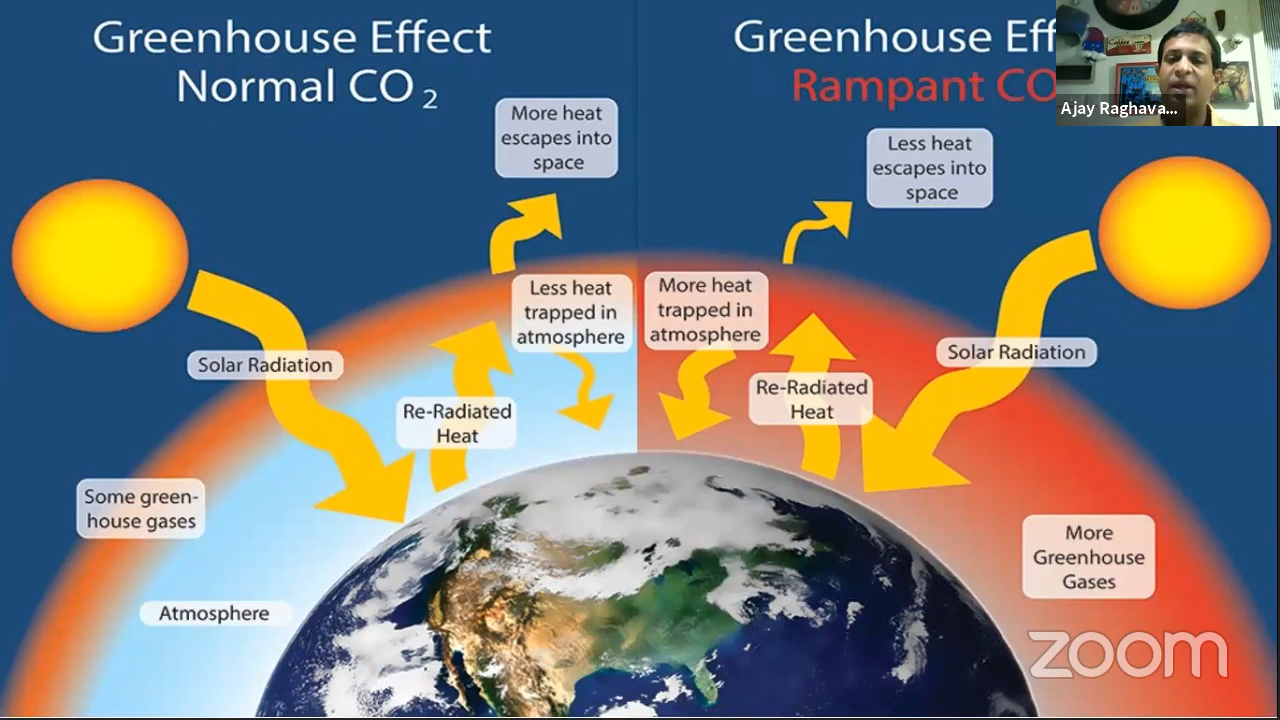 Greenhouse Effect
Normal CO 2
More heat
escapes into
space
Less heat
trapped in
atmosphere
Solar Radiation
Re-Radiated
Heat
Some green-
house gases
Atmosphere
Greenhouse Eff
Rampant CO
Less heat
escapes into
space
More heat
trapped in
atmosphere
Re-Radiated
Heat
Solar Radiation
More
Greenhouse
Gases
Ajay Raghava...
zoom